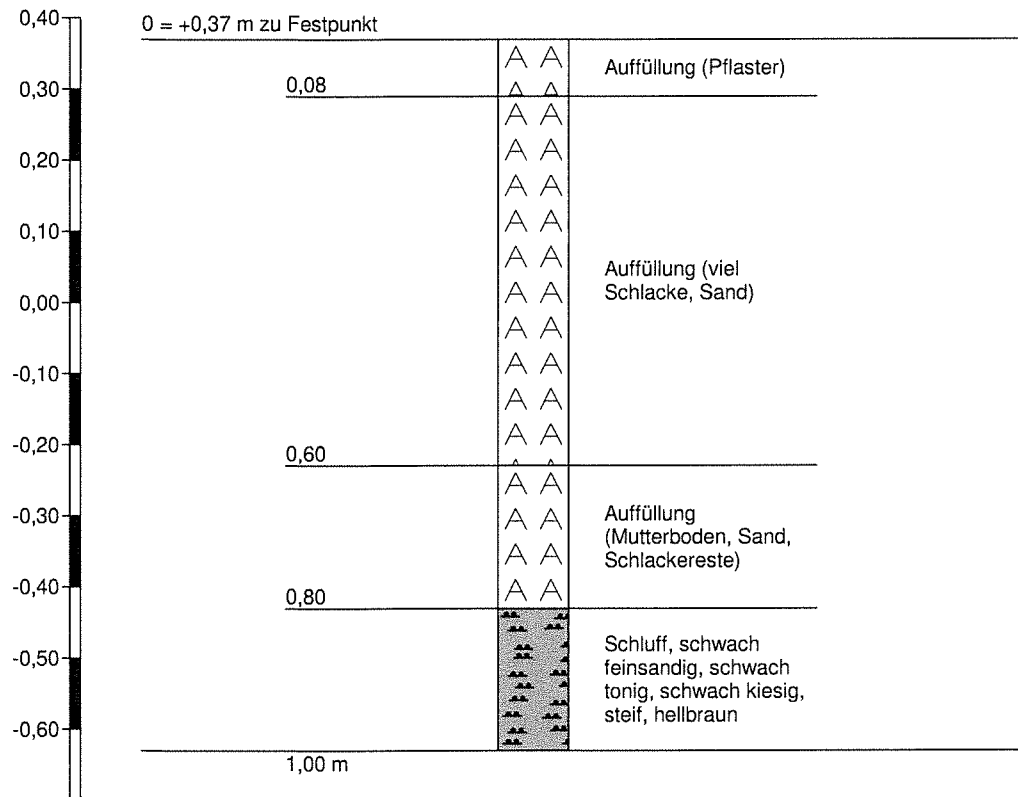 0,40
0 = +0,37 m zu Festpunkt
Auffüllung (Pflaster)
0,08
0,30
0,20
0,10
Auffüllung (viel
Schlacke, Sand)
0,00
-0,10
-0,20
0,60
-0,30
Auffüllung
(Mutterboden, Sand,
Schlackereste)
-0,40
0,80
-0,50
Schluff, schwach
feinsandig, schwach
tonig, schwach kiesig,
steif, hellbraun
-0,60
1,00 m